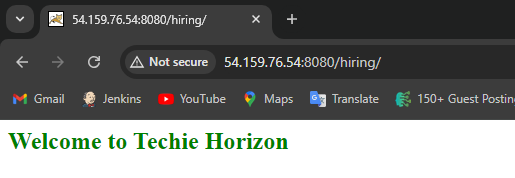 54.159.76.54:8080/hiring/
Not secure 54.159.76.54:8080/hiring/
Gmail Jenkins YouTube Maps Translate 150+ Guest Postin
Welcome to Techie Horizon